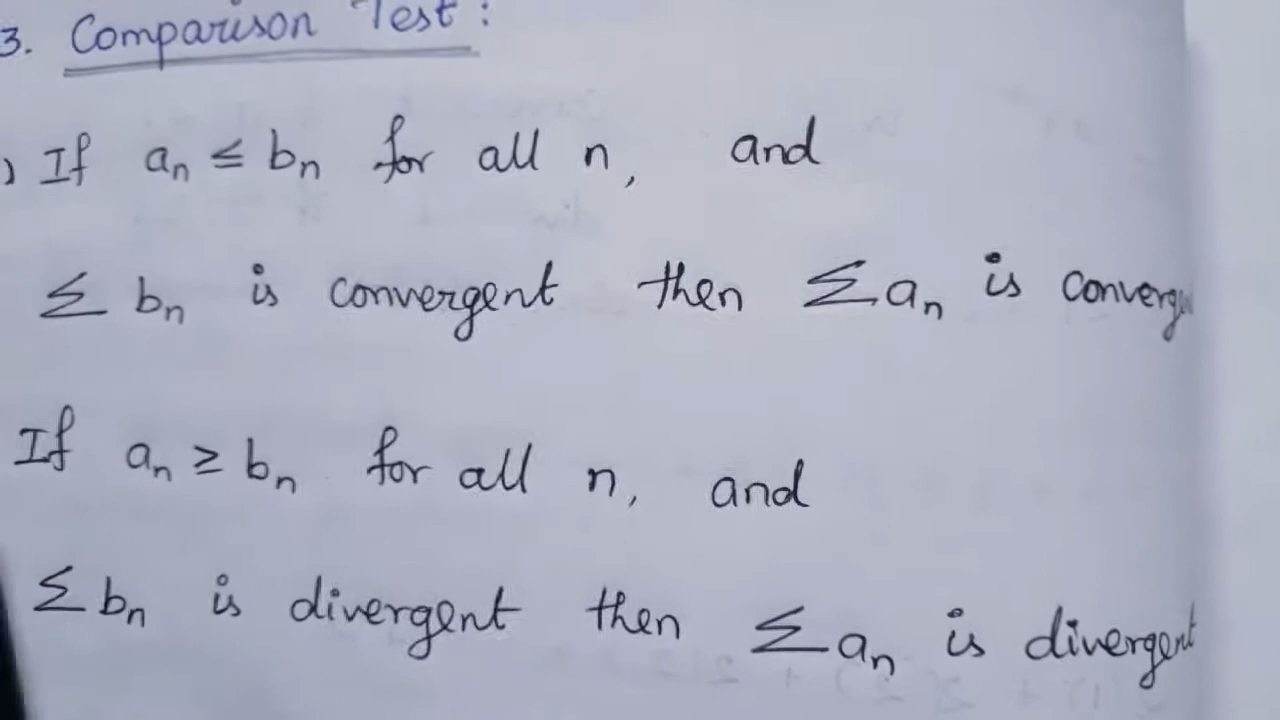 3. Comparison Test:
) If aₙ ≤ bₙ for all n, and
Σ bₙ is convergent then Σ aₙ is converge
If aₙ ≥ bₙ for all n, and
Σ bₙ is divergent then Σ aₙ is divergent